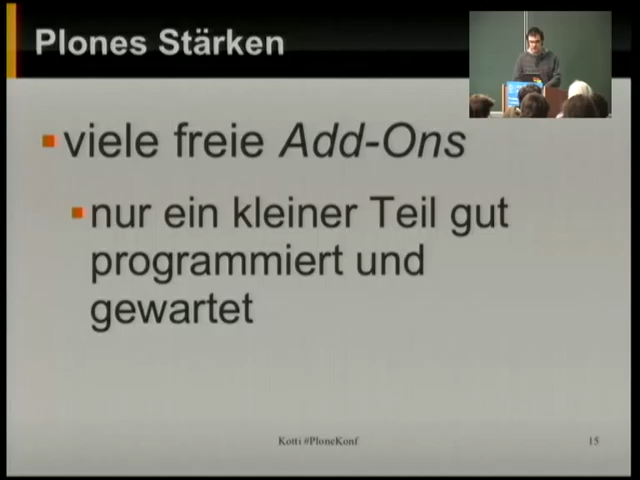 Plones Stärken
viele freie Add-Ons
nur ein kleiner Teil gut
programmiert und
gewartet
Kotti #PloneKonf
15